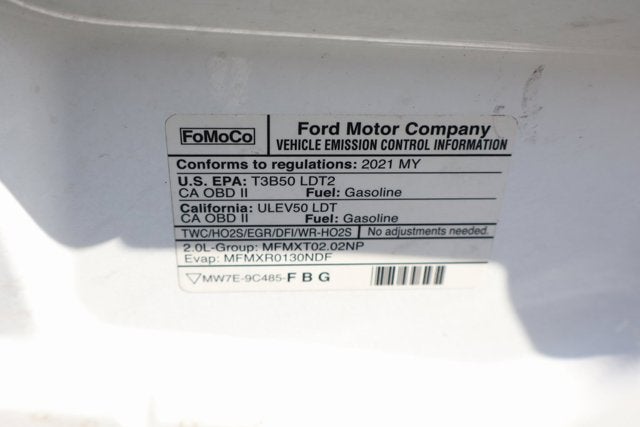 FoMoCo
Ford Motor Company
VEHICLE EMISSION CONTROL INFORMATION
Conforms to regulations: 2021 MY
U.S. EPA: T3B50 LDT2
CA OBD II Fuel: Gasoline
California: ULEV50 LDT
CA OBD II Fuel: Gasoline
TWC/HO2S/EGR/DFI/WR-HO2S No adjustments needed.
2.0L-Group: MFMXT02.02NP
Evap: MFMXR0130NDF
MW7E-9C485-F B G